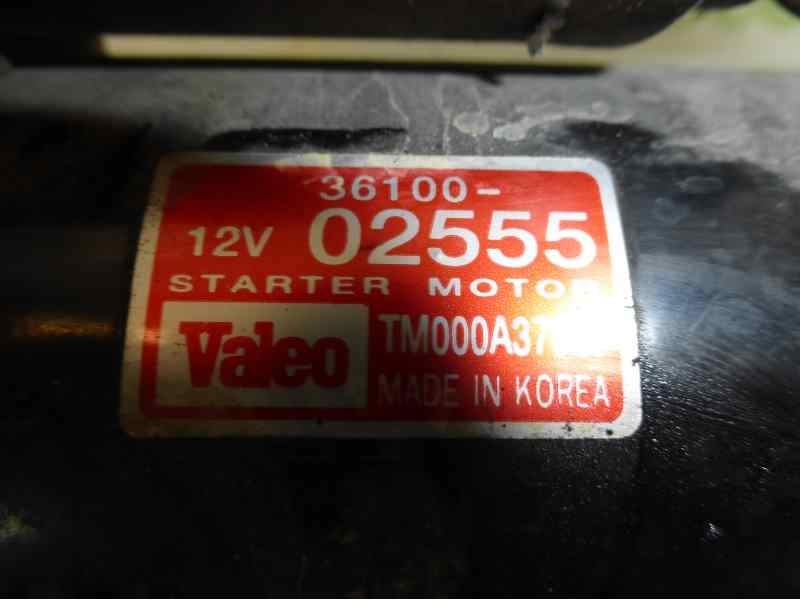 36100-
12V 02555
STARTER MOTOR
Valeo
MADE IN KOREA